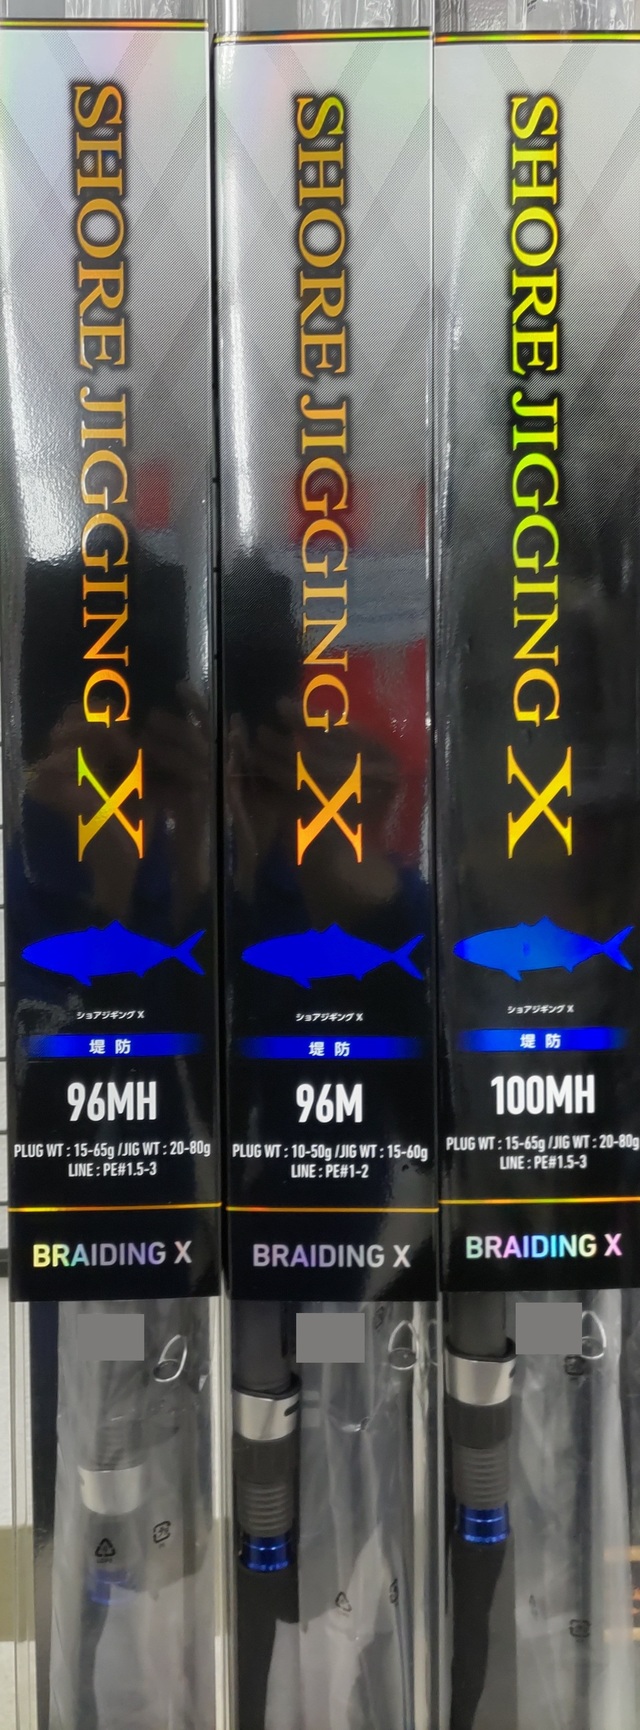 SHORE JIGGING X
ショアジギング X
堤防
96MH
PLUG WT : 15-65g /JIG WT : 20-80g
LINE : PE#1.5-3
BRAIDING X
SHORE JIGGING X
ショアジギング X
堤防
96M
PLUG WT : 10-50g /JIG WT : 15-60g
LINE : PE#1-2
BRAIDING X
SHORE JIGGING X
ショアジギング X
堤防
100MH
PLUG WT : 15-65g /JIG WT : 20-80g
LINE : PE#1.5-3
BRAIDING X